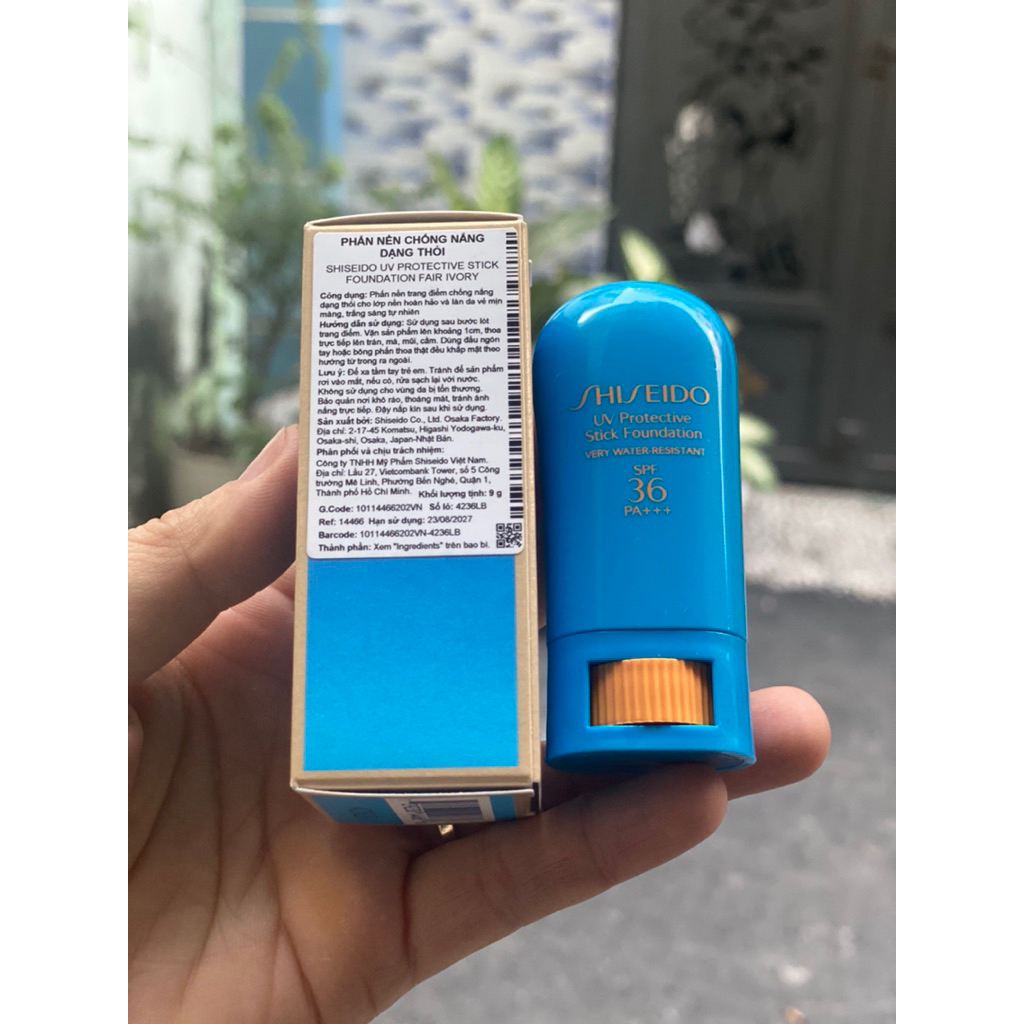 PHẤN NỀN CHỐNG NẮNG
DẠNG THỎI
SHISEIDO UV PROTECTIVE STICK
FOUNDATION FAIR IVORY
Công dụng: Phấn nền trang điểm chống nắng
dạng thỏi cho lớp nền hoàn hảo và làn da vẻ mịn
màng, trắng sáng tự nhiên
Hướng dẫn sử dụng: Sử dụng sau bước lót
trang điểm. Vặn sản phẩm lên khoảng 1cm, thoa
trực tiếp lên trán, má, mũi, cằm. Dùng đầu ngón
tay hoặc bông phấn thoa thật đều khắp mặt theo
hướng từ trong ra ngoài.
Lưu ý: Để xa tầm tay trẻ em. Tránh để sản phẩm
rơi vào mắt, nếu có, rửa sạch lại với nước.
Không sử dụng cho vùng da bị tổn thương.
Bảo quản nơi khô ráo, thoáng mát, tránh ánh
nắng trực tiếp. Đậy nắp kín sau khi sử dụng.
Sản xuất bởi: Shiseido Co., Ltd. Osaka Factory.
Địa chỉ: 2-17-45 Komatsu, Higashi Yodogawa-ku,
Osaka-shi, Osaka, Japan-Nhật Bản.
Phân phối và chịu trách nhiệm:
Công ty TNHH Mỹ Phẩm Shiseido Việt Nam.
Địa chỉ: Lầu 27, Vietcombank Tower, số 5 Công
trường Mê Linh, Phường Bến Nghé, Quận 1,
Thành phố Hồ Chí Minh. Khối lượng tịnh: 9 g
G.Code: 10114466202VN Số lô: 4236LB
Ref: 14466 Hạn sử dụng: 23/08/2027
Barcode: 10114466202VN-4236LB
Thành phần: Xem "Ingredients" trên bao bì.
SHISEIDO
UV Protective
Stick Foundation
VERY WATER-RESISTANT
SPF
36
PA+++